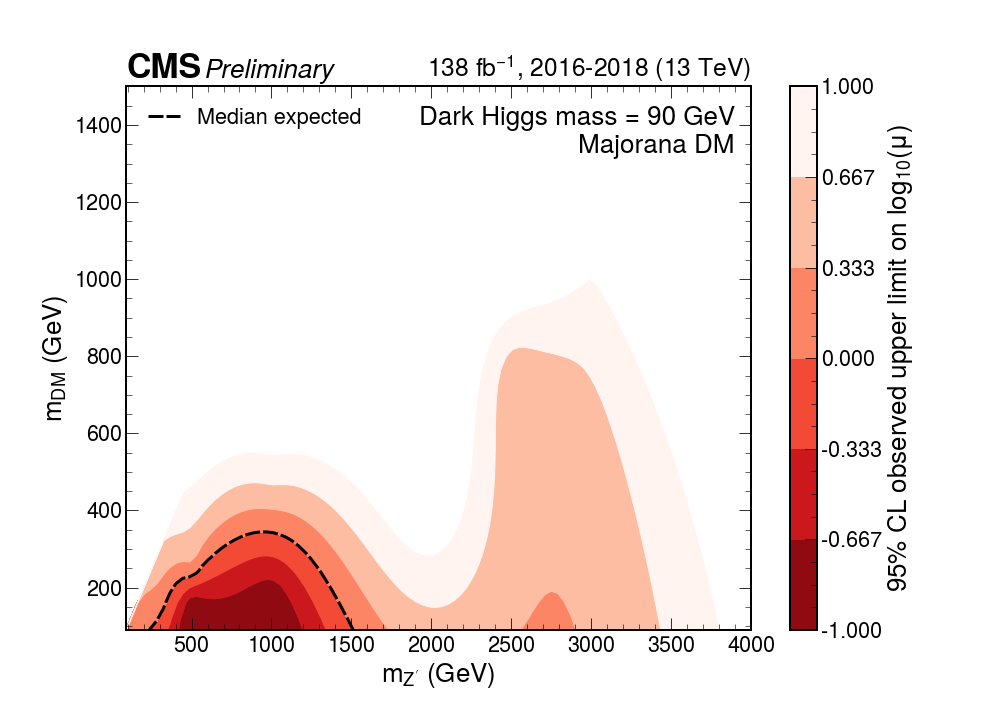 CMS Preliminary
138 fb⁻¹, 2016-2018 (13 TeV)
Median expected
Dark Higgs mass = 90 GeV
Majorana DM
1400
1200
1000
800
600
400
200
m_DM (GeV)
500 1000 1500 2000 2500 3000 3500 4000
m_Z′ (GeV)
1.000
0.667
0.333
0.000
-0.333
-0.667
-1.000
95% CL observed upper limit on log₁₀(μ)